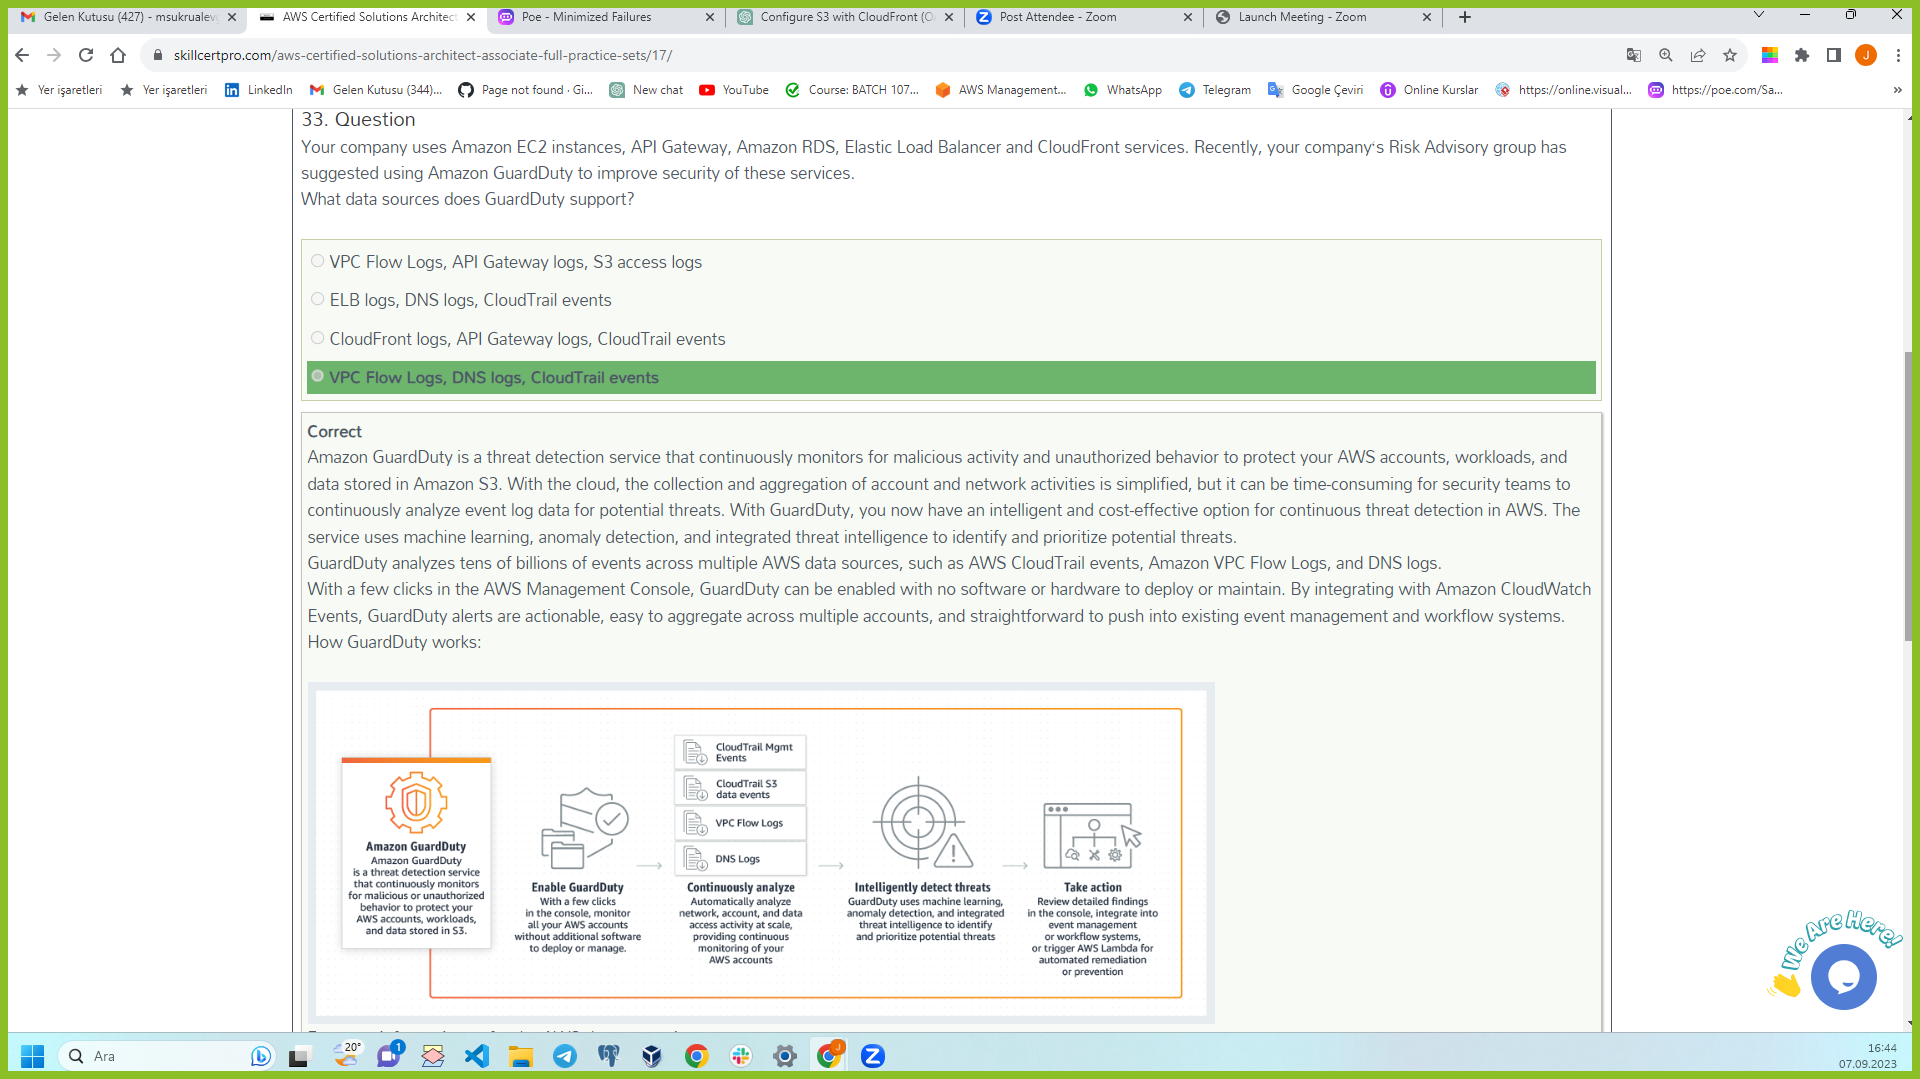 Gelen Kutusu (427) - msukrualev
AWS Certified Solutions Architect
Poe - Minimized Failures
Configure S3 with CloudFront (O
Post Attendee - Zoom
Launch Meeting - Zoom
skillcertpro.com/aws-certified-solutions-architect-associate-full-practice-sets/17/
J
Yer işaretleri
Yer işaretleri
LinkedIn
Gelen Kutusu (344)...
Page not found · Gi...
New chat
YouTube
Course: BATCH 107...
AWS Management...
WhatsApp
Telegram
Google Çeviri
Online Kurslar
https://online.visual...
https://poe.com/Sa...
»
33. Question
Your company uses Amazon EC2 instances, API Gateway, Amazon RDS, Elastic Load Balancer and CloudFront services. Recently, your company's Risk Advisory group has
suggested using Amazon GuardDuty to improve security of these services.
What data sources does GuardDuty support?
VPC Flow Logs, API Gateway logs, S3 access logs
ELB logs, DNS logs, CloudTrail events
CloudFront logs, API Gateway logs, CloudTrail events
VPC Flow Logs, DNS logs, CloudTrail events
Correct
Amazon GuardDuty is a threat detection service that continuously monitors for malicious activity and unauthorized behavior to protect your AWS accounts, workloads, and
data stored in Amazon S3. With the cloud, the collection and aggregation of account and network activities is simplified, but it can be time-consuming for security teams to
continuously analyze event log data for potential threats. With GuardDuty, you now have an intelligent and cost-effective option for continuous threat detection in AWS. The
service uses machine learning, anomaly detection, and integrated threat intelligence to identify and prioritize potential threats.
GuardDuty analyzes tens of billions of events across multiple AWS data sources, such as AWS CloudTrail events, Amazon VPC Flow Logs, and DNS logs.
With a few clicks in the AWS Management Console, GuardDuty can be enabled with no software or hardware to deploy or maintain. By integrating with Amazon CloudWatch
Events, GuardDuty alerts are actionable, easy to aggregate across multiple accounts, and straightforward to push into existing event management and workflow systems.
How GuardDuty works:
Amazon GuardDuty
Amazon GuardDuty
is a threat detection service
that continuously monitors
for malicious or unauthorized
behavior to protect your
AWS accounts, workloads,
and data stored in S3.
Enable GuardDuty
With a few clicks
in the console, monitor
all your AWS accounts
without additional software
to deploy or manage.
CloudTrail Mgmt
Events
CloudTrail S3
data events
VPC Flow Logs
DNS Logs
Continuously analyze
Automatically analyze
network, account, and data
access activity at scale,
providing continuous
monitoring of your
AWS accounts
Intelligently detect threats
GuardDuty uses machine learning,
anomaly detection, and integrated
threat intelligence to identify
and prioritize potential threats
Take action
Review detailed findings
in the console, integrate into
event management
or workflow systems,
or trigger AWS Lambda for
automated remediation
or prevention
We Are Here!
Ara
20°
1
J
16:44
07.09.2023